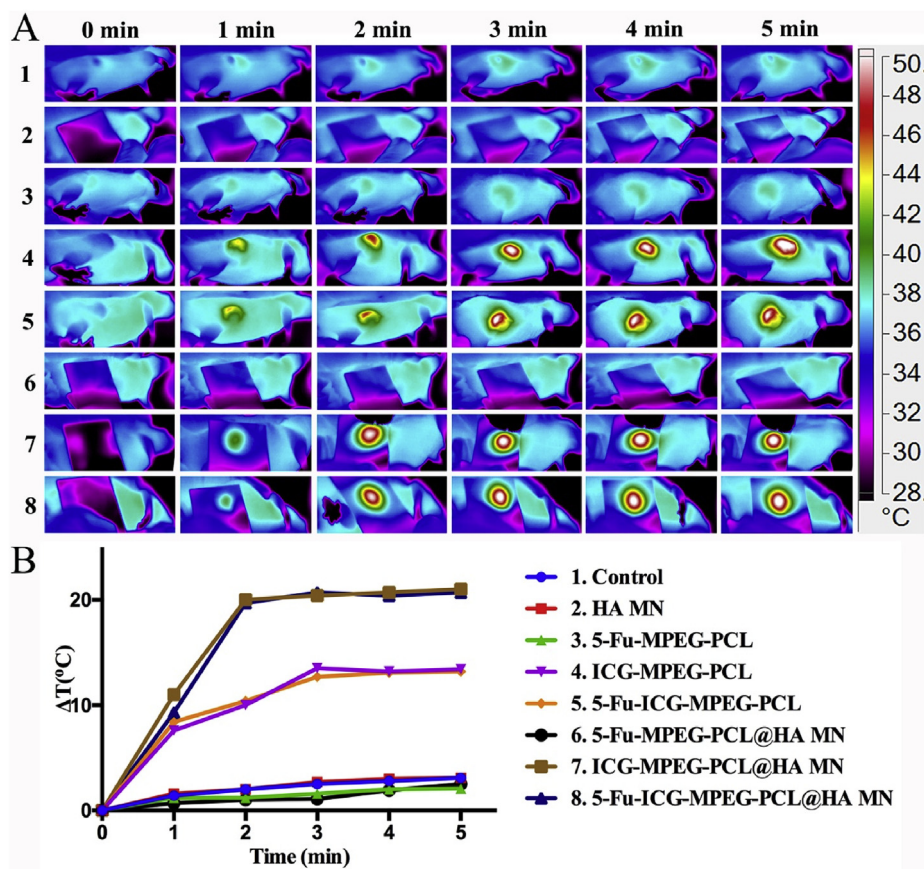 A
0 min 1 min 2 min 3 min 4 min 5 min
1
2
3
4
5
6
7
8
50
48
46
44
42
40
38
36
34
32
30
28
°C
B
20
10
0
ΔT(ºC)
0 1 2 3 4 5
Time (min)
1. Control
2. HA MN
3. 5-Fu-MPEG-PCL
4. ICG-MPEG-PCL
5. 5-Fu-ICG-MPEG-PCL
6. 5-Fu-MPEG-PCL@HA MN
7. ICG-MPEG-PCL@HA MN
8. 5-Fu-ICG-MPEG-PCL@HA MN